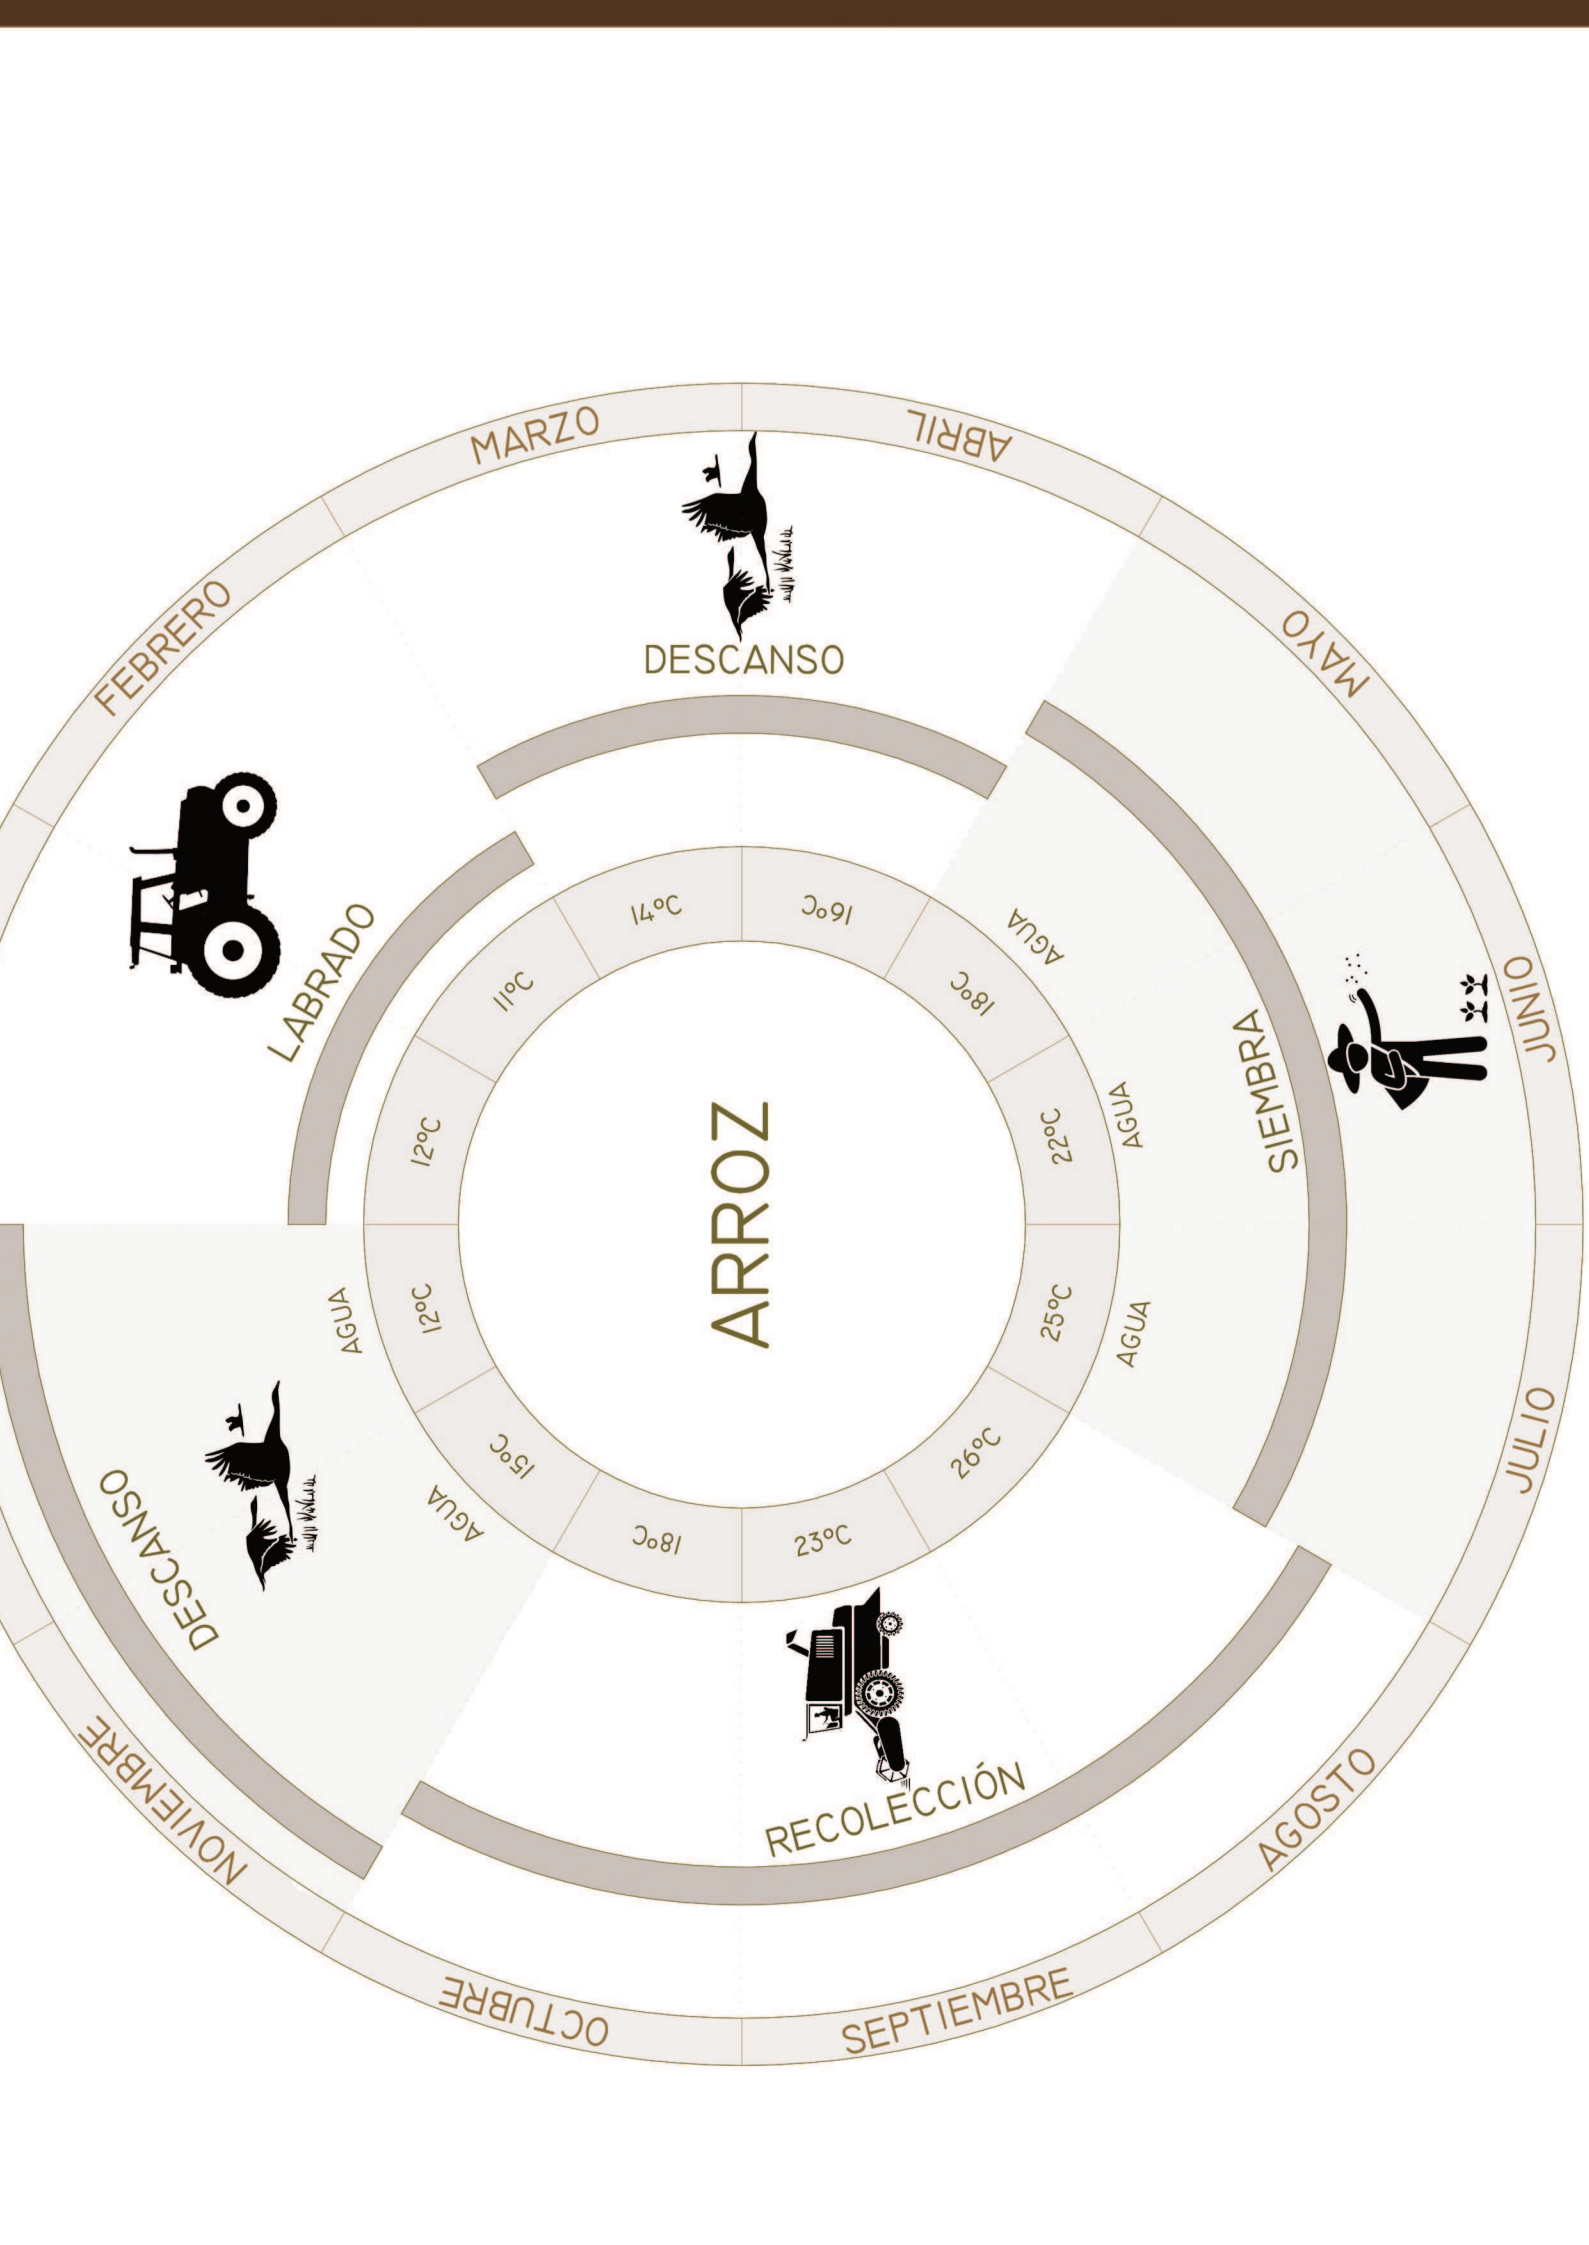 ARROZ
FEBRERO
MARZO
ABRIL
MAYO
JUNIO
JULIO
AGOSTO
SEPTIEMBRE
OCTUBRE
NOVIEMBRE
LABRADO
DESCANSO
SIEMBRA
RECOLECCIÓN
DESCANSO
12ºC
11ºC
14ºC
16ºC
18ºC
22ºC
25ºC
26ºC
23ºC
18ºC
15ºC
12ºC
AGUA
AGUA
AGUA
AGUA
AGUA